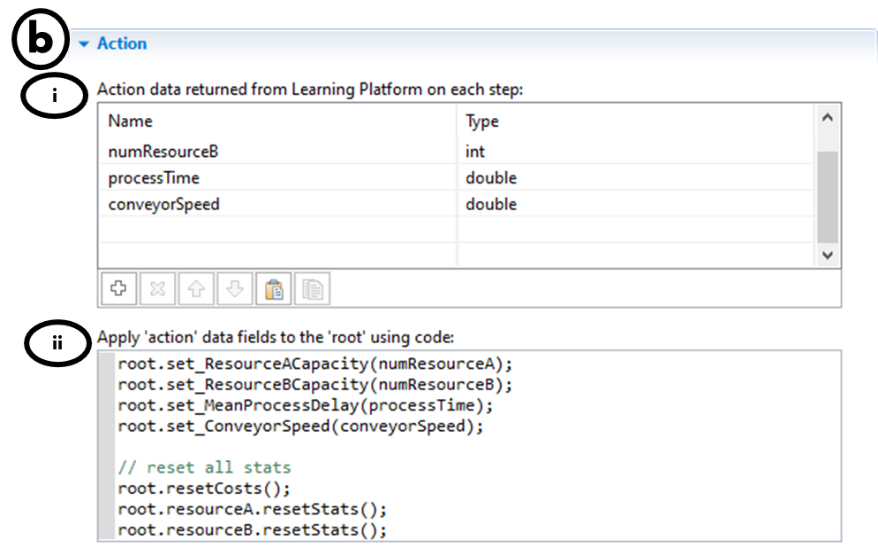 b
Action
i
Action data returned from Learning Platform on each step:
Name Type
numResourceB int
processTime double
conveyorSpeed double
ii
Apply 'action' data fields to the 'root' using code:
root.set_ResourceACapacity(numResourceA);
root.set_ResourceBCapacity(numResourceB);
root.set_MeanProcessDelay(processTime);
root.set_ConveyorSpeed(conveyorSpeed);
// reset all stats
root.resetCosts();
root.resourceA.resetStats();
root.resourceB.resetStats();